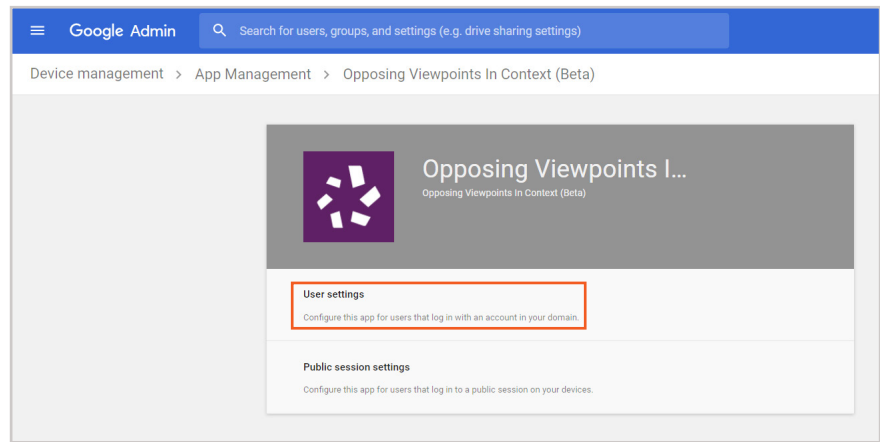 Google Admin
Search for users, groups, and settings (e.g. drive sharing settings)
Device management > App Management > Opposing Viewpoints In Context (Beta)
Opposing Viewpoints I...
Opposing Viewpoints In Context (Beta)
User settings
Configure this app for users that log in with an account in your domain.
Public session settings
Configure this app for users that log in to a public session on your devices.